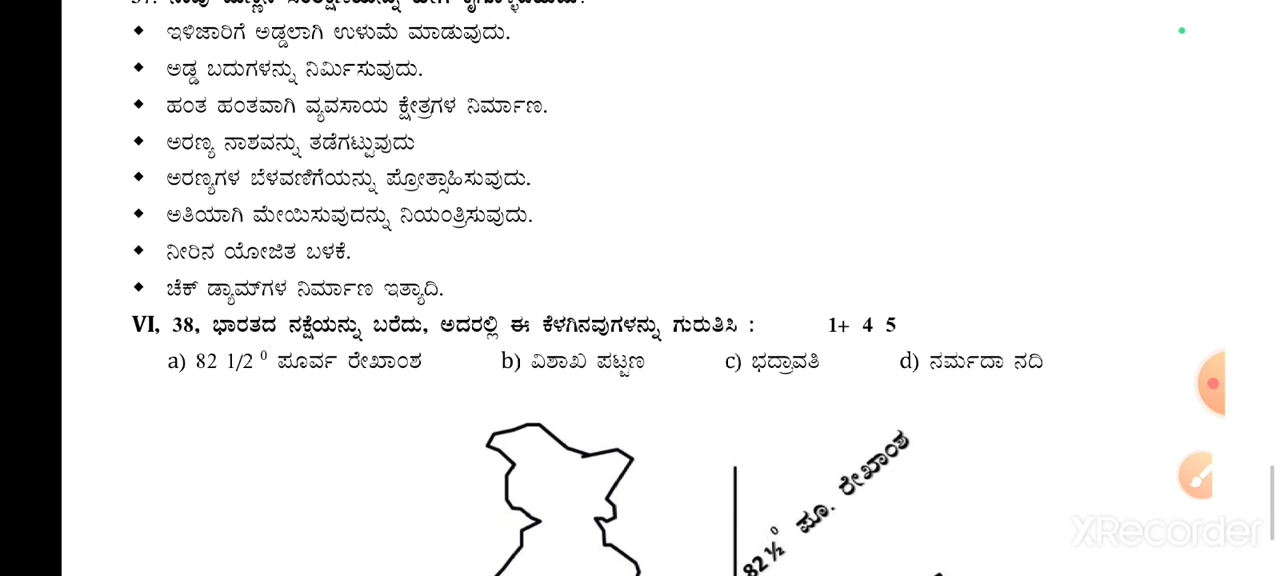 ◆ ಇಳಿಜಾರಿಗೆ ಅಡ್ಡಲಾಗಿ ಉಳುಮೆ ಮಾಡುವುದು.
◆ ಅಡ್ಡ ಬದುಗಳನ್ನು ನಿರ್ಮಿಸುವುದು.
◆ ಹಂತ ಹಂತವಾಗಿ ವ್ಯವಸಾಯ ಕ್ಷೇತ್ರಗಳ ನಿರ್ಮಾಣ.
◆ ಅರಣ್ಯ ನಾಶವನ್ನು ತಡೆಗಟ್ಟುವುದು
◆ ಅರಣ್ಯಗಳ ಬೆಳವಣಿಗೆಯನ್ನು ಪ್ರೋತ್ಸಾಹಿಸುವುದು.
◆ ಅತಿಯಾಗಿ ಮೇಯಿಸುವುದನ್ನು ನಿಯಂತ್ರಿಸುವುದು.
◆ ನೀರಿನ ಯೋಜಿತ ಬಳಕೆ.
◆ ಚೆಕ್ ಡ್ಯಾಮ್‌ಗಳ ನಿರ್ಮಾಣ ಇತ್ಯಾದಿ.
VI, 38, ಭಾರತದ ನಕ್ಷೆಯನ್ನು ಬರೆದು, ಅದರಲ್ಲಿ ಈ ಕೆಳಗಿನವುಗಳನ್ನು ಗುರುತಿಸಿ : 1+ 4 5
a) 82 1/2 ⁰ ಪೂರ್ವ ರೇಖಾಂಶ b) ವಿಶಾಖ ಪಟ್ಟಣ c) ಭದ್ರಾವತಿ d) ನರ್ಮದಾ ನದಿ
82 ½ ⁰ ಪೂ. ರೇಖಾಂಶ
XRecorder